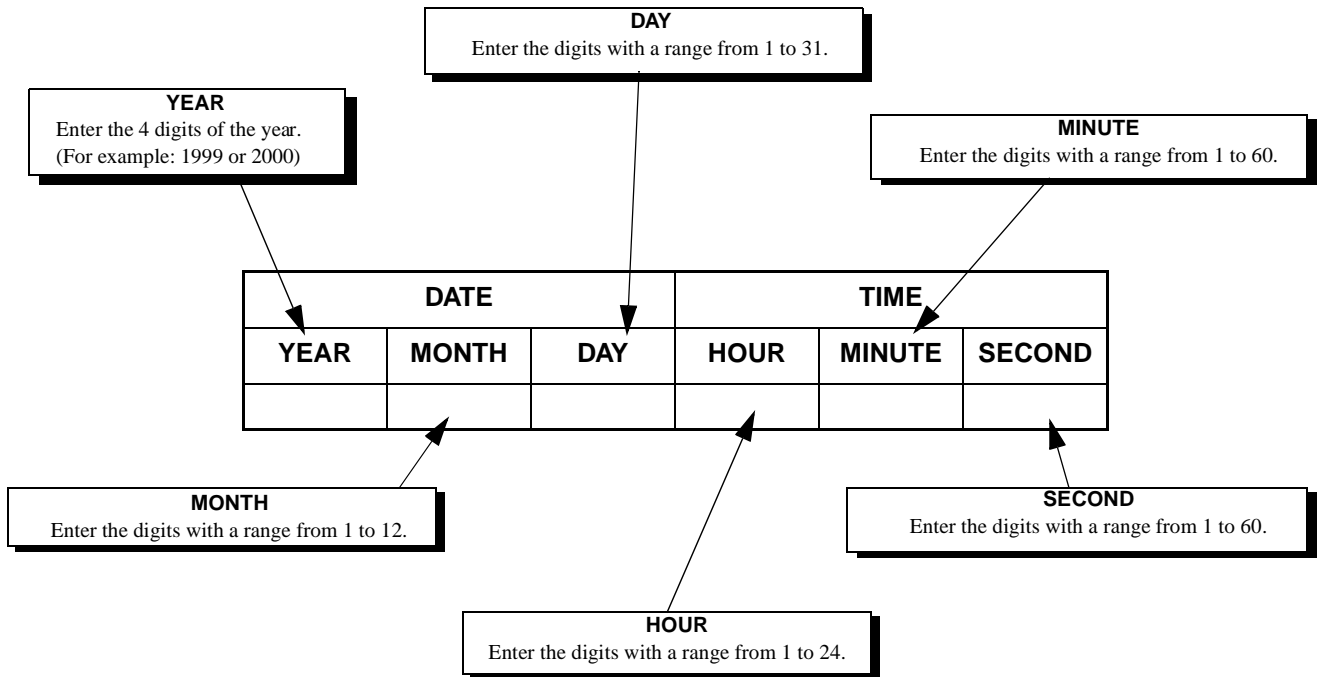 DAY
Enter the digits with a range from 1 to 31.
YEAR
Enter the 4 digits of the year.
(For example: 1999 or 2000)
MINUTE
Enter the digits with a range from 1 to 60.
DATE TIME
YEAR MONTH DAY HOUR MINUTE SECOND
MONTH
Enter the digits with a range from 1 to 12.
SECOND
Enter the digits with a range from 1 to 60.
HOUR
Enter the digits with a range from 1 to 24.